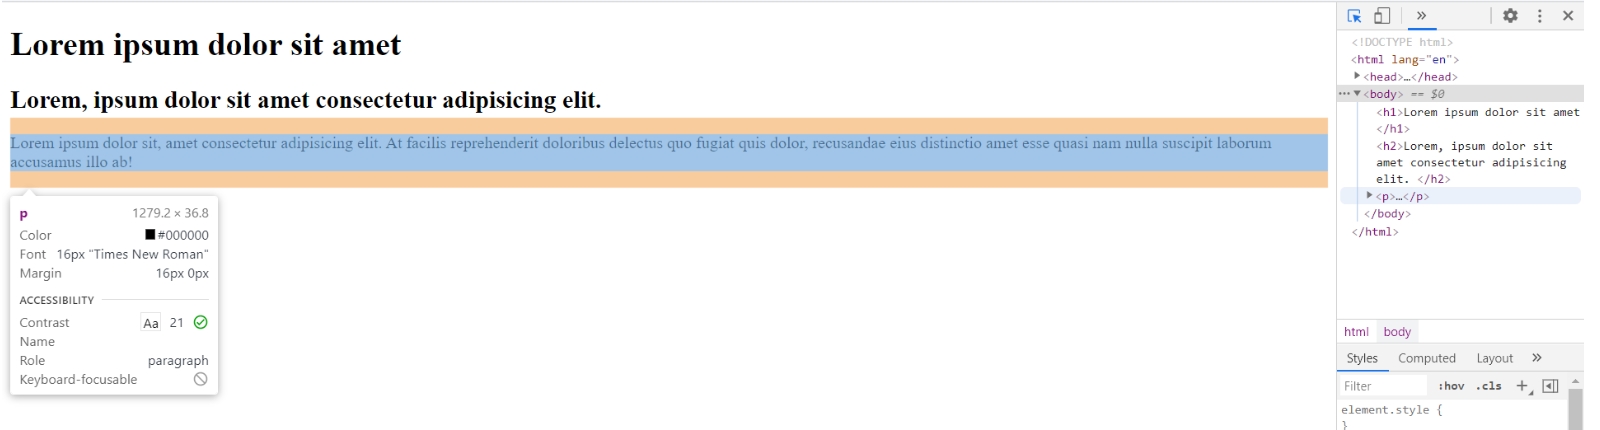 Lorem ipsum dolor sit amet
Lorem, ipsum dolor sit amet consectetur adipisicing elit.
Lorem ipsum dolor sit, amet consectetur adipisicing elit. At facilis reprehenderit doloribus delectus quo fugiat quis dolor, recusandae eius distinctio amet esse quasi nam nulla suscipit laborum
accusamus illo ab!
p 1279.2 × 36.8
Color #000000
Font 16px "Times New Roman"
Margin 16px 0px
ACCESSIBILITY
Contrast Aa 21
Name
Role paragraph
Keyboard-focusable
<!DOCTYPE html>
<html lang="en">
<head>…</head>
<body> == $0
<h1>Lorem ipsum dolor sit amet
</h1>
<h2>Lorem, ipsum dolor sit
amet consectetur adipisicing
elit. </h2>
<p>…</p>
</body>
</html>
html body
Styles Computed Layout »
Filter :hov .cls +
element.style {
}